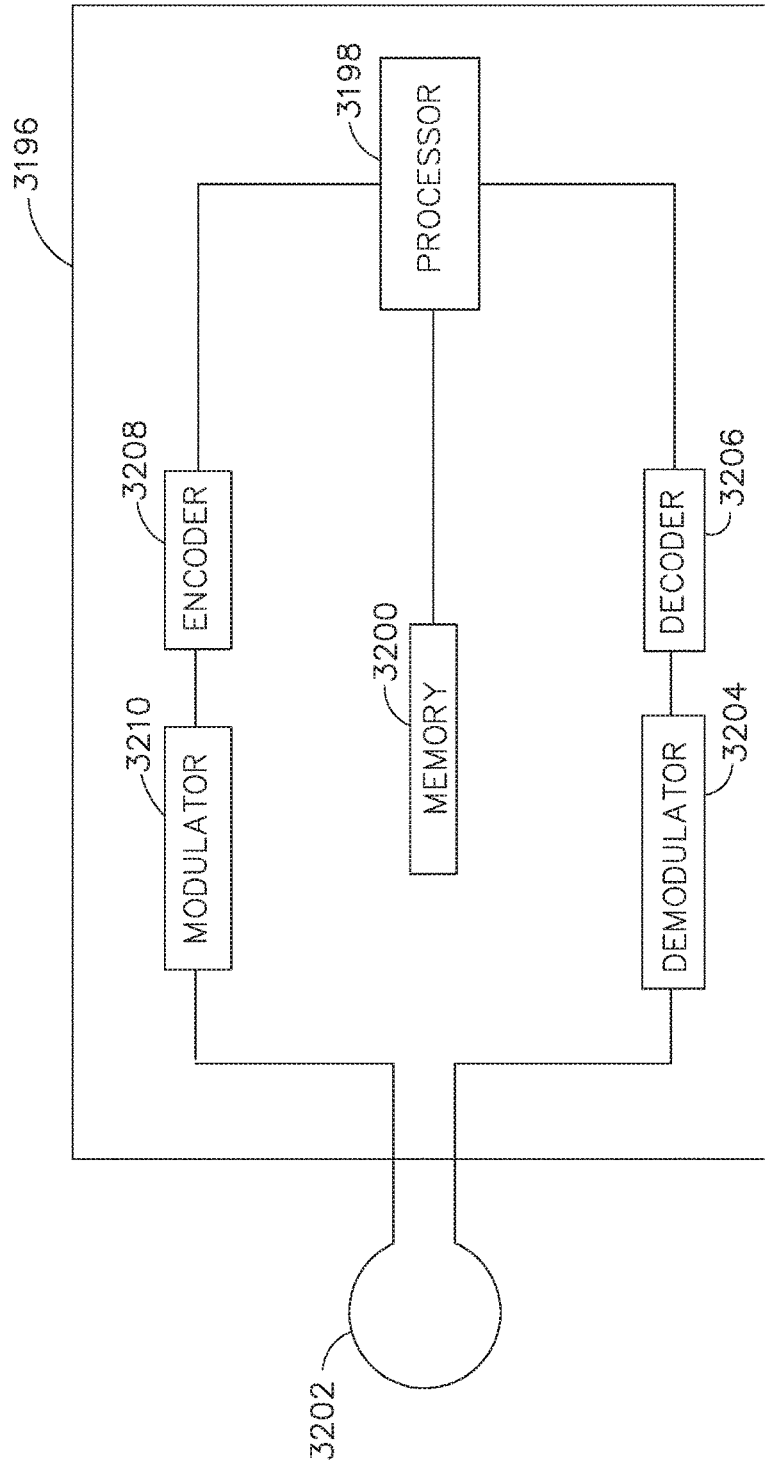 3196
3210
MODULATOR
3208
ENCODER
3198
PROCESSOR
3200
MEMORY
3202
3204
DEMODULATOR
3206
DECODER